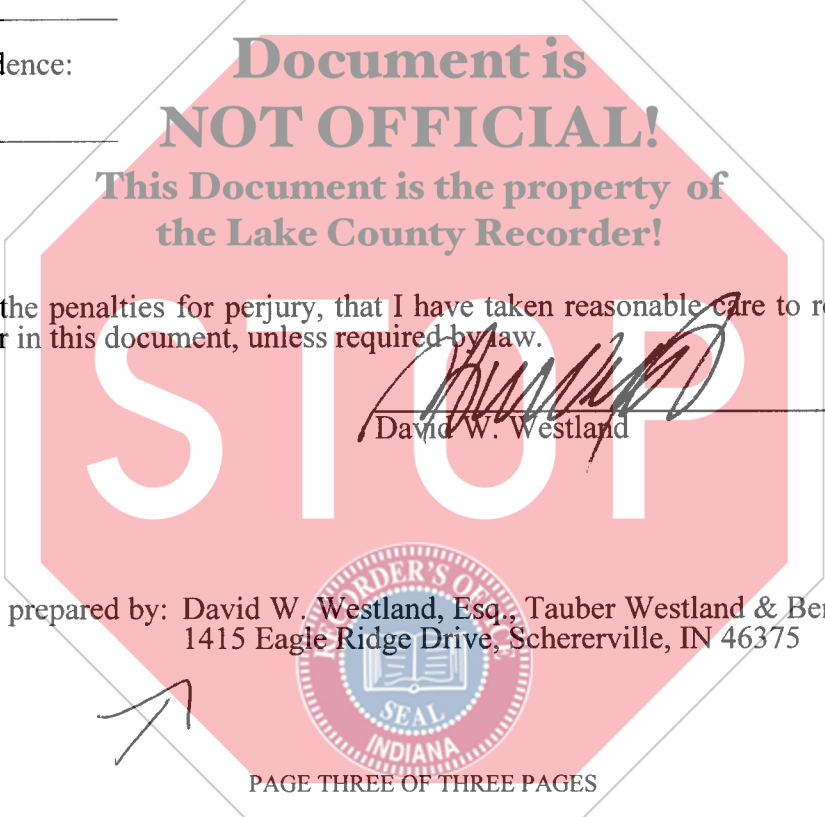 dence:
Document is
NOT OFFICIAL!
This Document is the property of
the Lake County Recorder!
the penalties for perjury, that I have taken reasonable care to r
r in this document, unless required by law.
David W. Westland
STOP
prepared by: David W. Westland, Esq., Tauber Westland & Be
1415 Eagle Ridge Drive, Schererville, IN 46375
RECORDER'S OFFICE
SEAL
INDIANA
PAGE THREE OF THREE PAGES